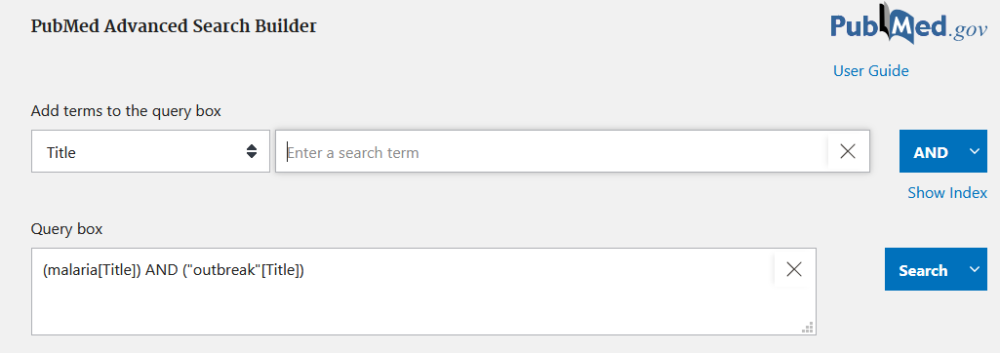 PubMed Advanced Search Builder
PubMed.gov
User Guide
Add terms to the query box
Title
Enter a search term
AND
Show Index
Query box
(malaria[Title]) AND ("outbreak"[Title])
Search